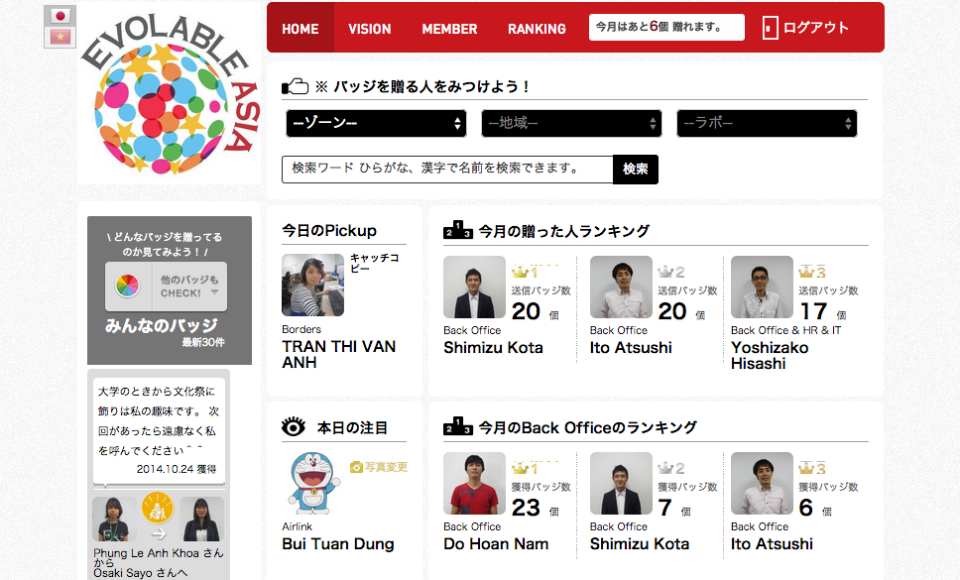 EVOLABLE ASIA
HOME VISION MEMBER RANKING 今月はあと6個 贈れます。 ログアウト
※ バッジを贈る人をみつけよう！
--ゾーン-- --地域-- --ラボ--
検索ワード ひらがな、漢字で名前を検索できます。 検索
\ どんなバッジを贈ってる
のか見てみよう！ /
他のバッジも
CHECK!
みんなのバッジ
最新30件
大学のときから文化祭に
飾りは私の趣味です。 次
回があったら遠慮なく私
を呼んでください＾＾
2014.10.24 獲得
Phung Le Anh Khoa さん
から
Osaki Sayo さんへ
今日のPickup
キャッチコ
ピー
Borders
TRAN THI VAN
ANH
今月の贈った人ランキング
1
送信バッジ数
20 個
Back Office
Shimizu Kota
2
送信バッジ数
20 個
Back Office
Ito Atsushi
3
送信バッジ数
17 個
Back Office & HR & IT
Yoshizako
Hisashi
本日の注目
写真変更
Airlink
Bui Tuan Dung
今月のBack Officeのランキング
1
獲得バッジ数
23 個
Back Office
Do Hoan Nam
2
獲得バッジ数
7 個
Back Office
Shimizu Kota
3
獲得バッジ数
6 個
Back Office
Ito Atsushi